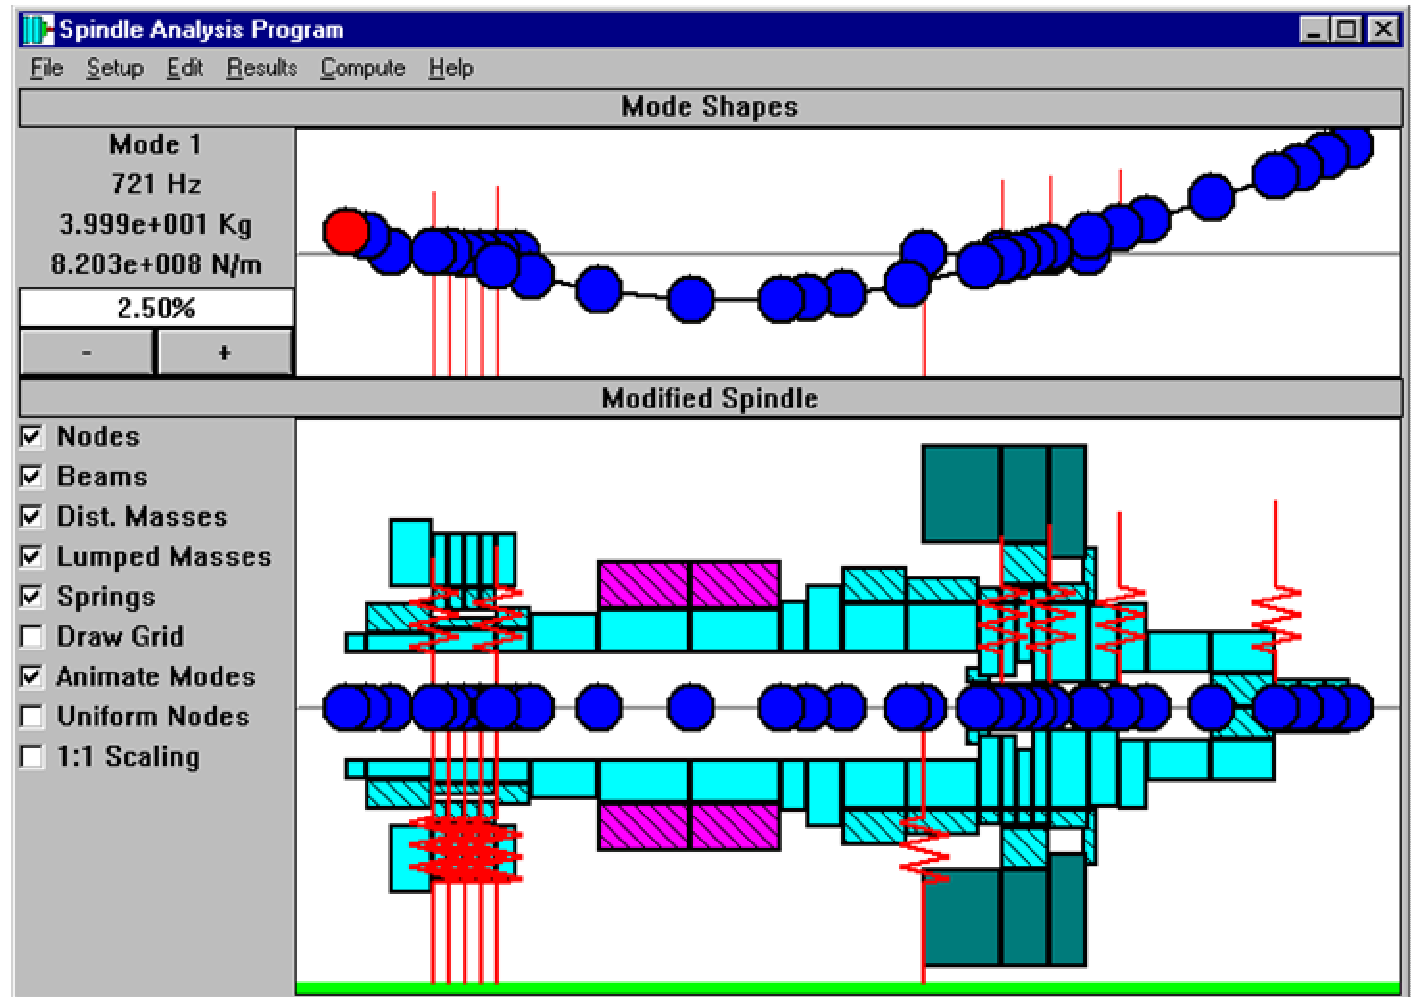 Spindle Analysis Program
File Setup Edit Results Compute Help
Mode Shapes
Mode 1
721 Hz
3.999e+001 Kg
8.203e+008 N/m
2.50%
- +
Modified Spindle
Nodes
Beams
Dist. Masses
Lumped Masses
Springs
Draw Grid
Animate Modes
Uniform Nodes
1:1 Scaling